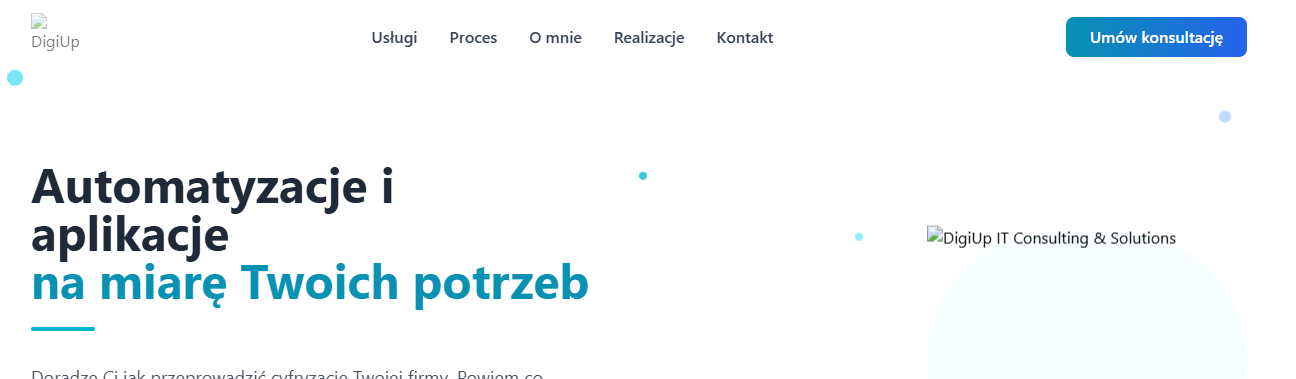 DigiUp
Usługi
Proces
O mnie
Realizacje
Kontakt
Umów konsultację
Automatyzacje i
aplikacje
na miarę Twoich potrzeb
DigiUp IT Consulting & Solutions
Doradzę Ci jak przeprowadzić cyfryzację Twojej firmy. Powiem co